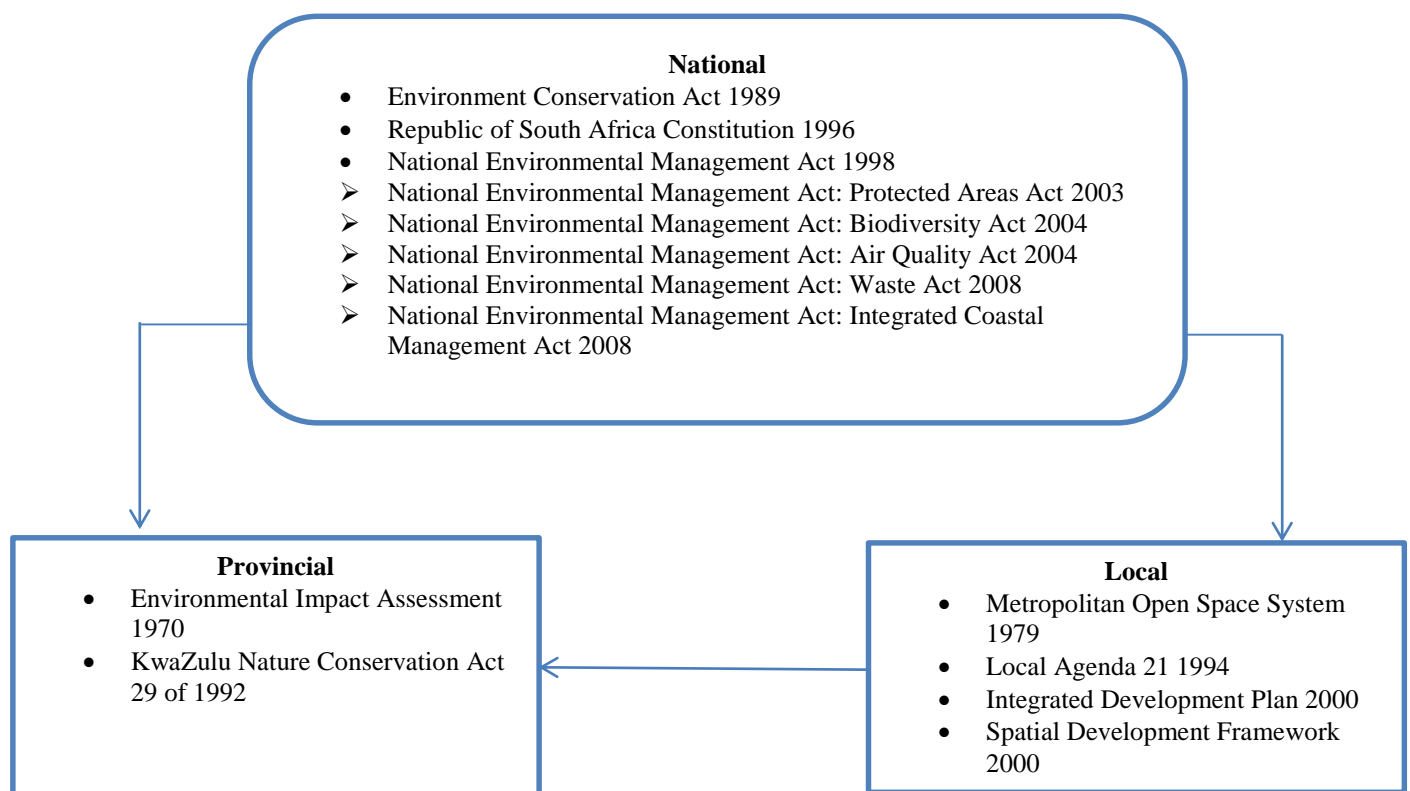 National
• Environment Conservation Act 1989
• Republic of South Africa Constitution 1996
• National Environmental Management Act 1998
➢ National Environmental Management Act: Protected Areas Act 2003
➢ National Environmental Management Act: Biodiversity Act 2004
➢ National Environmental Management Act: Air Quality Act 2004
➢ National Environmental Management Act: Waste Act 2008
➢ National Environmental Management Act: Integrated Coastal
Management Act 2008
Provincial
• Environmental Impact Assessment
1970
• KwaZulu Nature Conservation Act
29 of 1992
Local
• Metropolitan Open Space System
1979
• Local Agenda 21 1994
• Integrated Development Plan 2000
• Spatial Development Framework
2000